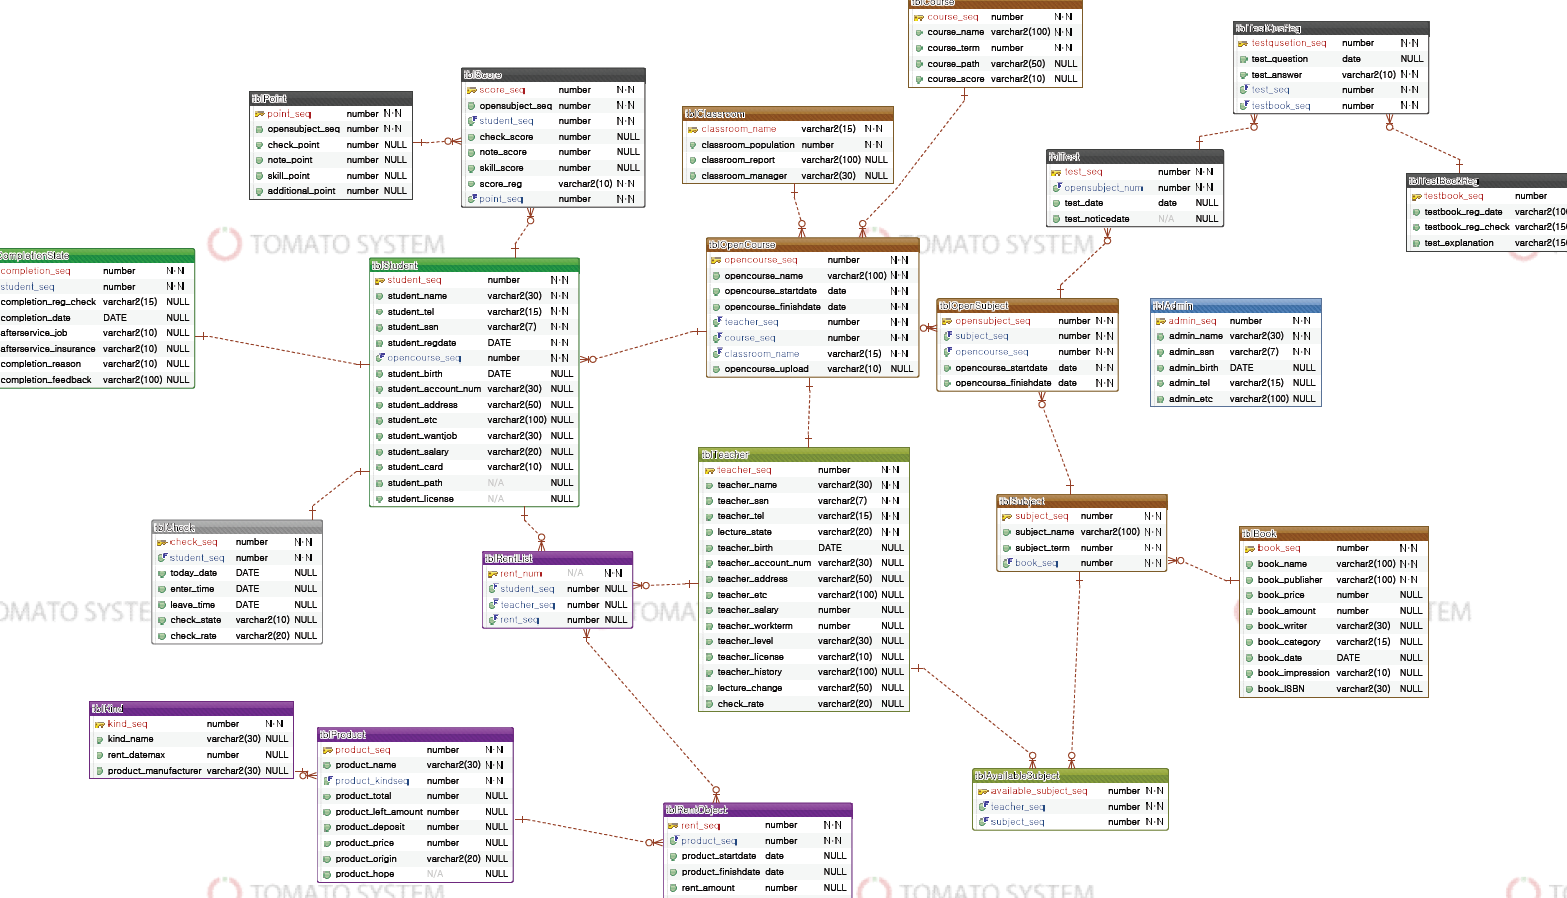 tblCourse
course_seq number N·N
course_name varchar2(100) N·N
course_term number N·N
course_path varchar2(50) NULL
course_score varchar2(10) NULL
tblTestQusReg
testqusetion_seq number N·N
test_question date NULL
test_answer varchar2(10) N·N
test_seq number N·N
testbook_seq number N·N
tblScore
score_seq number N·N
opensubject_seq number N·N
student_seq number N·N
check_score number NULL
note_score number NULL
skill_score number NULL
score_reg varchar2(10) N·N
point_seq number N·N
tblPoint
point_seq number N·N
opensubject_seq number N·N
check_point number NULL
note_point number NULL
skill_point number NULL
additional_point number NULL
tblClassroom
classroom_name varchar2(15) N·N
classroom_population number N·N
classroom_report varchar2(100) NULL
classroom_manager varchar2(30) NULL
tblTest
test_seq number N·N
opensubject_num number N·N
test_date date NULL
test_noticedate N/A NULL
tblTestBookReg
testbook_seq number
testbook_reg_date varchar2(10
testbook_reg_check varchar2(15
test_explanation varchar2(15
TOMATO SYSTEM
TOMATO SYSTEM
completionState
completion_seq number N·N
student_seq number N·N
completion_reg_check varchar2(15) NULL
completion_date DATE NULL
afterservice_job varchar2(10) NULL
afterservice_insurance varchar2(10) NULL
completion_reason varchar2(10) NULL
completion_feedback varchar2(100) NULL
tblStudent
student_seq number N·N
student_name varchar2(30) N·N
student_tel varchar2(15) N·N
student_ssn varchar2(7) N·N
student_regdate DATE N·N
opencourse_seq number N·N
student_birth DATE NULL
student_account_num varchar2(30) NULL
student_address varchar2(50) NULL
student_etc varchar2(100) NULL
student_wantjob varchar2(30) NULL
student_salary varchar2(20) NULL
student_card varchar2(10) NULL
student_path N/A NULL
student_license N/A NULL
tblOpenCourse
opencourse_seq number N·N
opencourse_name varchar2(100) N·N
opencourse_startdate date N·N
opencourse_finishdate date N·N
teacher_seq number N·N
course_seq number N·N
classroom_name varchar2(15) N·N
opencourse_upload varchar2(10) NULL
tblOpenSubject
opensubject_seq number N·N
subject_seq number N·N
opencourse_seq number N·N
opencourse_startdate date N·N
opencourse_finishdate date N·N
tblAdmin
admin_seq number N·N
admin_name varchar2(30) N·N
admin_ssn varchar2(7) N·N
admin_birth DATE NULL
admin_tel varchar2(15) NULL
admin_etc varchar2(100) NULL
tblTeacher
teacher_seq number N·N
teacher_name varchar2(30) N·N
teacher_ssn varchar2(7) N·N
teacher_tel varchar2(15) N·N
lecture_state varchar2(20) N·N
teacher_birth DATE NULL
teacher_account_num varchar2(30) NULL
teacher_address varchar2(50) NULL
teacher_etc varchar2(100) NULL
teacher_salary number NULL
teacher_workterm number NULL
teacher_level varchar2(30) NULL
teacher_license varchar2(10) NULL
teacher_history varchar2(100) NULL
lecture_change varchar2(50) NULL
check_rate varchar2(20) NULL
tblSubject
subject_seq number N·N
subject_name varchar2(100) N·N
subject_term number N·N
book_seq number N·N
tblBook
book_seq number N·N
book_name varchar2(100) N·N
book_publisher varchar2(100) N·N
book_price number NULL
book_amount number NULL
book_writer varchar2(30) NULL
book_category varchar2(15) NULL
book_date DATE NULL
book_impression varchar2(10) NULL
book_ISBN varchar2(30) NULL
tblCheck
check_seq number N·N
student_seq number N·N
today_date DATE NULL
enter_time DATE NULL
leave_time DATE NULL
check_state varchar2(10) NULL
check_rate varchar2(20) NULL
tblRentList
rent_num N/A N·N
student_seq number NULL
teacher_seq number NULL
rent_seq number NULL
OMATO SYSTE
TOMAT
EM
tblKind
kind_seq number N·N
kind_name varchar2(30) NULL
rent_datemax number NULL
product_manufacturer varchar2(30) NULL
tblProduct
product_seq number N·N
product_name varchar2(30) N·N
product_kindseq number N·N
product_total number NULL
product_left_amount number NULL
product_deposit number NULL
product_price number NULL
product_origin varchar2(20) NULL
product_hope N/A NULL
tblRentObject
rent_seq number N·N
product_seq number N·N
product_startdate date NULL
product_finishdate date NULL
rent_amount number NULL
tblAvailableSubject
available_subject_seq number N·N
teacher_seq number N·N
subject_seq number N·N
TOMATO SYSTEM
TOMATO SYSTEM
TO